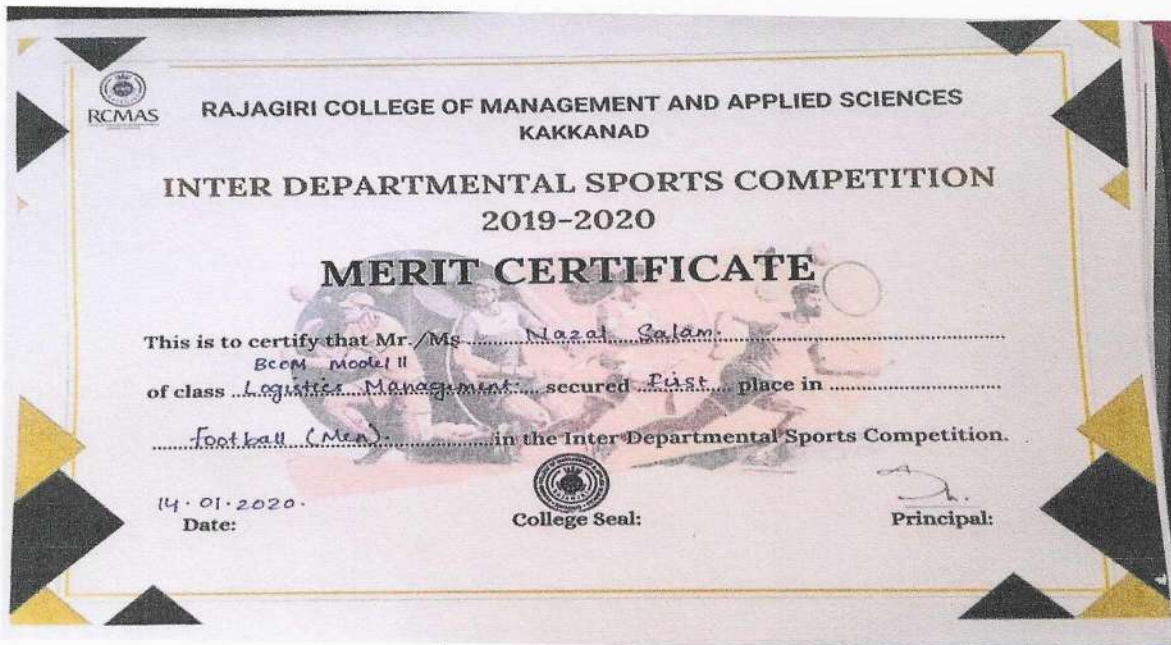 RCMAS
RAJAGIRI COLLEGE OF MANAGEMENT AND APPLIED SCIENCES
KAKKANAD
INTER DEPARTMENTAL SPORTS COMPETITION
2019-2020
MERIT CERTIFICATE
This is to certify that Mr./Ms Nazal Salam.
BCOM Model II
of class Logistics Management. secured First place in
Football (Men). in the Inter Departmental Sports Competition.
14.01.2020.
Date: College Seal: Principal: